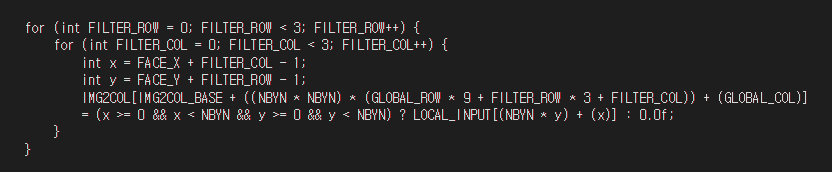 for (int FILTER_ROW = 0; FILTER_ROW < 3; FILTER_ROW++) {
    for (int FILTER_COL = 0; FILTER_COL < 3; FILTER_COL++) {
        int x = FACE_X + FILTER_COL - 1;
        int y = FACE_Y + FILTER_ROW - 1;
        IMG2COL[IMG2COL_BASE + ((NBYN * NBYN) * (GLOBAL_ROW * 9 + FILTER_ROW * 3 + FILTER_COL)) + (GLOBAL_COL)]
        = (x >= 0 && x < NBYN && y >= 0 && y < NBYN) ? LOCAL_INPUT[(NBYN * y) + (x)] : 0.0f;
    }
}